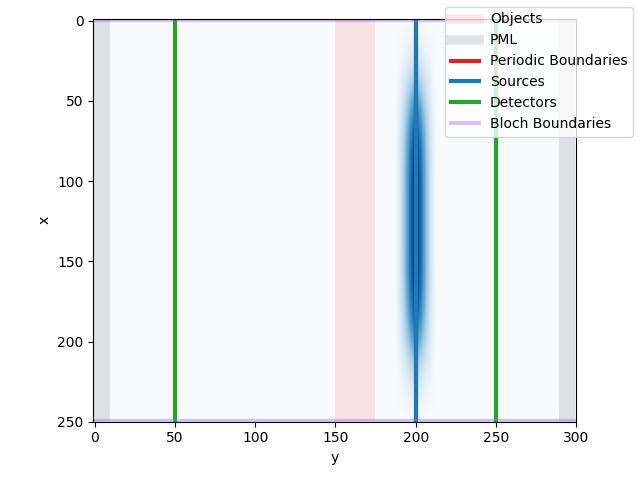 Objects
PML
Periodic Boundaries
Sources
Detectors
Bloch Boundaries
0
50
100
150
200
250
x
0
50
100
150
200
250
300
y